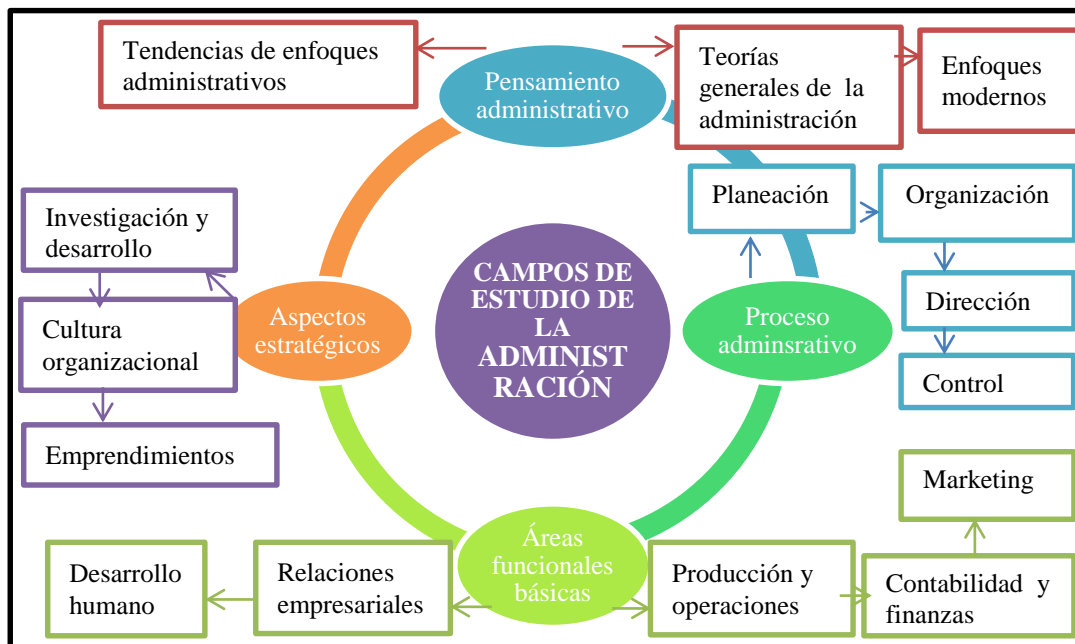 Tendencias de enfoques
administrativos
Pensamiento
administrativo
Teorías
generales de la
administración
Enfoques
modernos
Planeación
Organización
Dirección
Control
Investigación y
desarrollo
Cultura
organizacional
Emprendimientos
Aspectos
estratégicos
CAMPOS DE
ESTUDIO DE
LA
ADMINIST
RACIÓN
Proceso
adminsrativo
Marketing
Áreas
funcionales
básicas
Desarrollo
humano
Relaciones
empresariales
Producción y
operaciones
Contabilidad y
finanzas